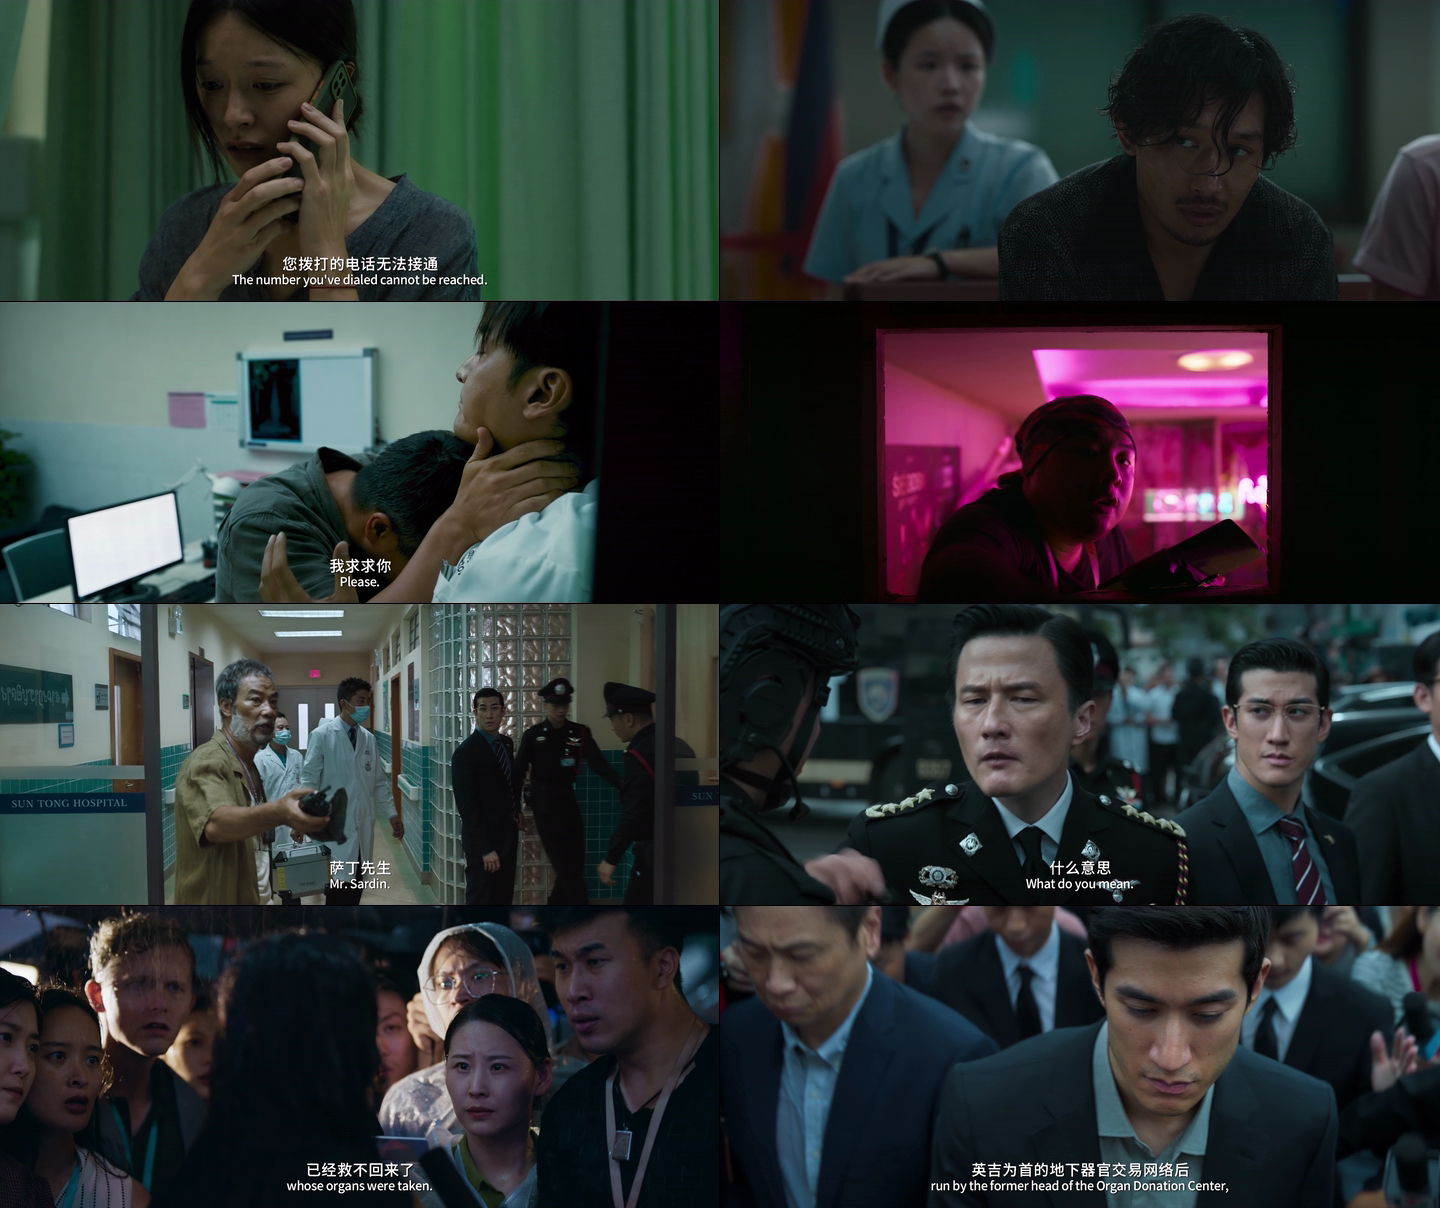 您拨打的电话无法接通
The number you've dialed cannot be reached.
我求求你
Please.
SUN TONG HOSPITAL
SUN
萨丁先生
Mr. Sardin.
什么意思
What do you mean.
已经救不回来了
whose organs were taken.
英吉为首的地下器官交易网络后
run by the former head of the Organ Donation Center,